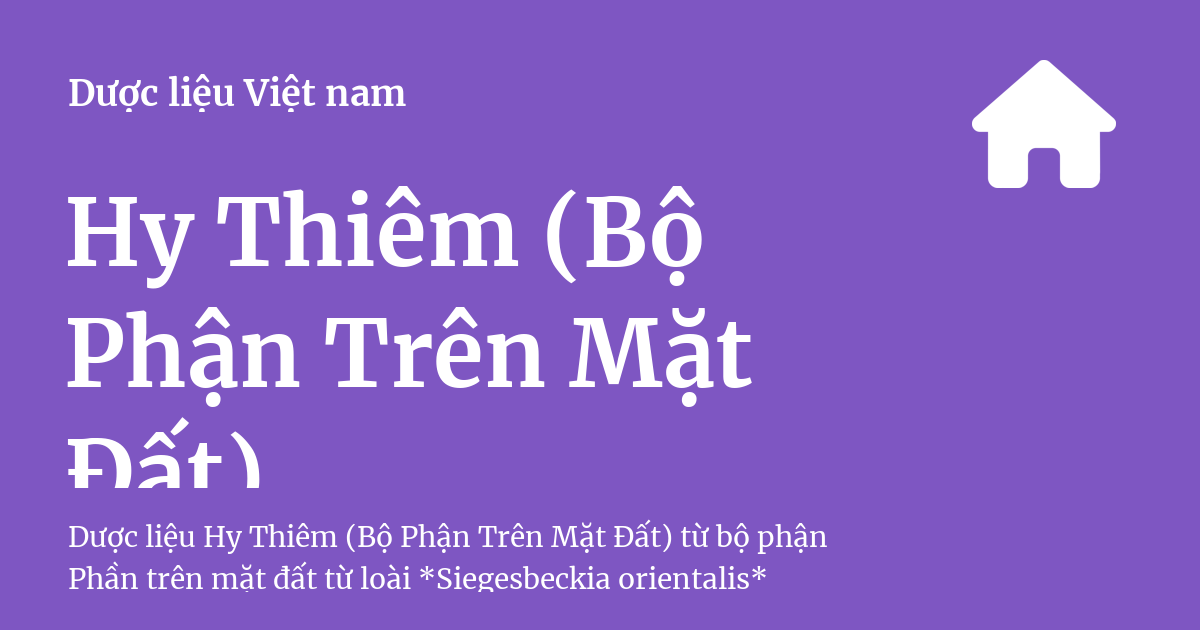 Dược liệu Việt nam
Hy Thiêm (Bộ
Phận Trên Mặt
Đất)
Dược liệu Hy Thiêm (Bộ Phận Trên Mặt Đất) từ bộ phận
Phần trên mặt đất từ loài *Siegesbeckia orientalis*